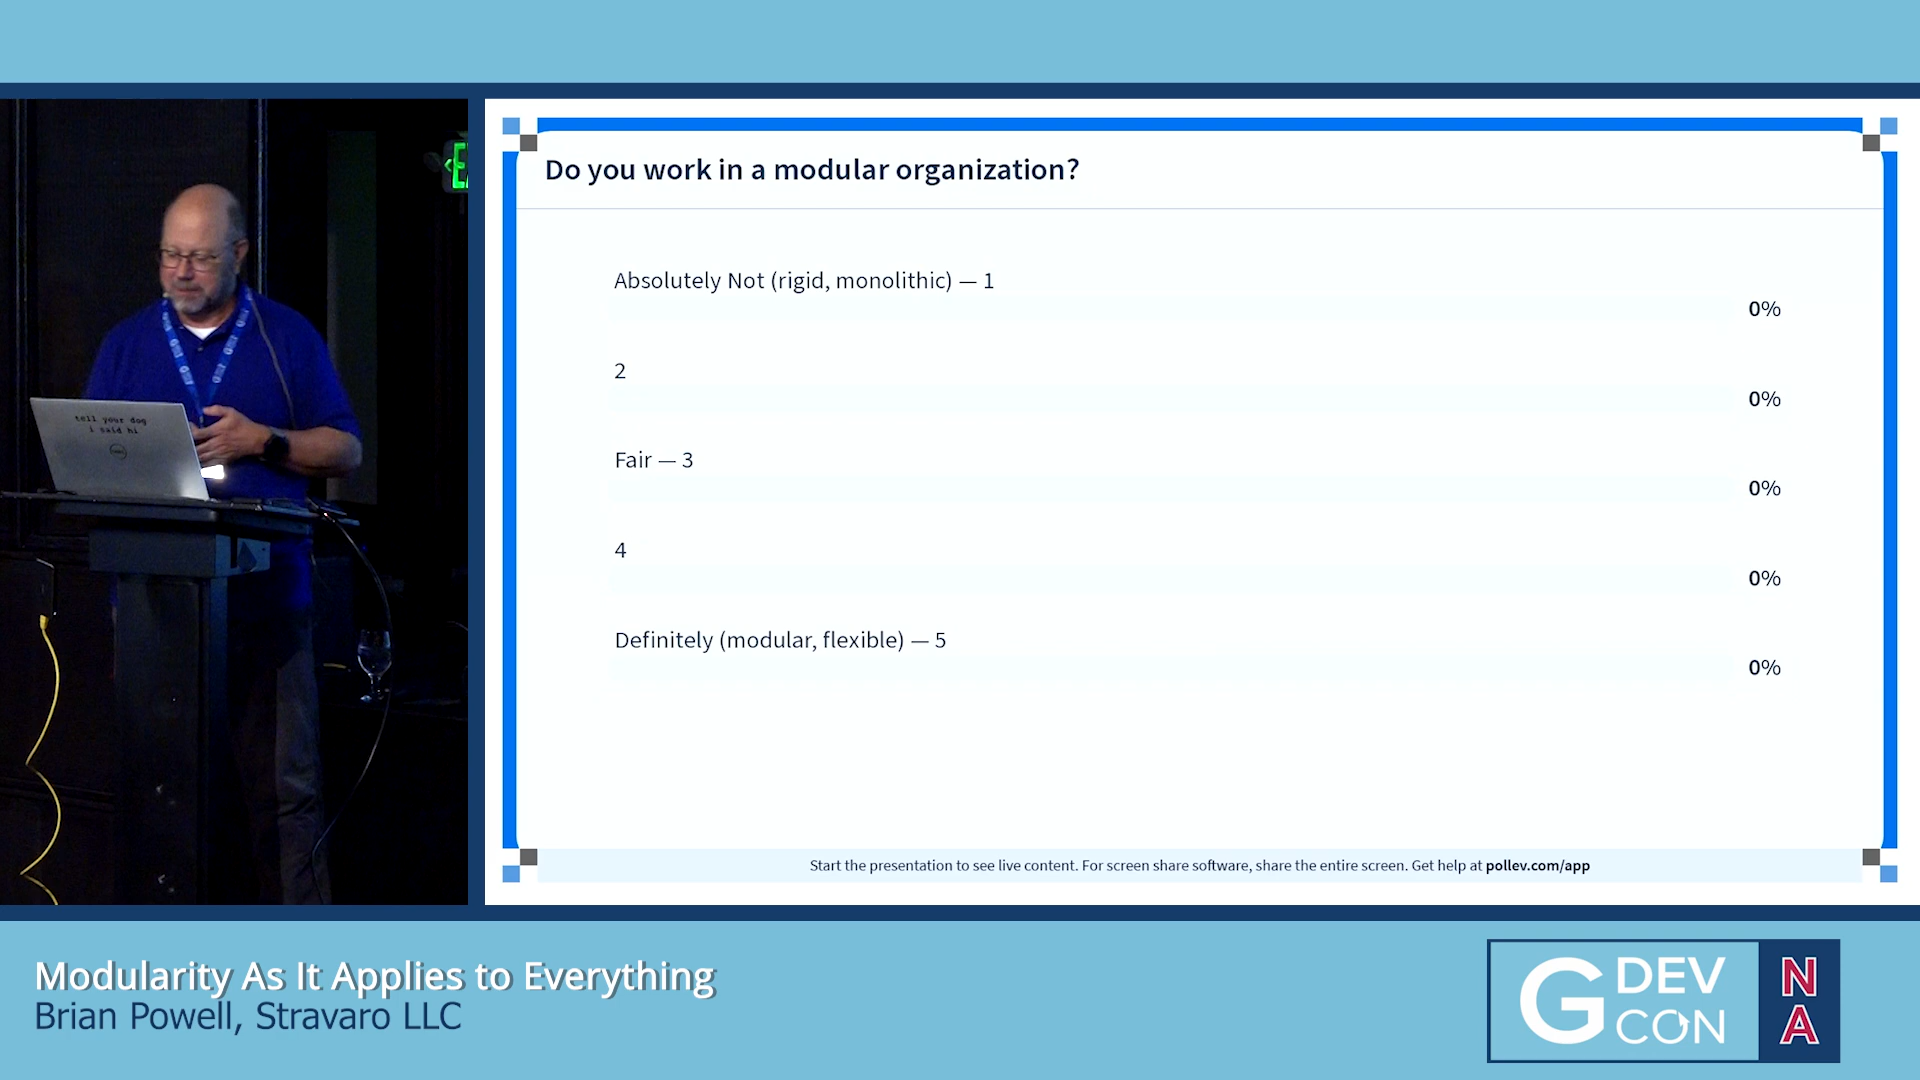 Do you work in a modular organization?
Absolutely Not (rigid, monolithic) — 1
0%
2
0%
Fair — 3
0%
4
0%
Definitely (modular, flexible) — 5
0%
Start the presentation to see live content. For screen share software, share the entire screen. Get help at pollev.com/app
tell your dog
i said hi
DELL
Modularity As It Applies to Everything
Brian Powell, Stravaro LLC
G DEV CON
NA